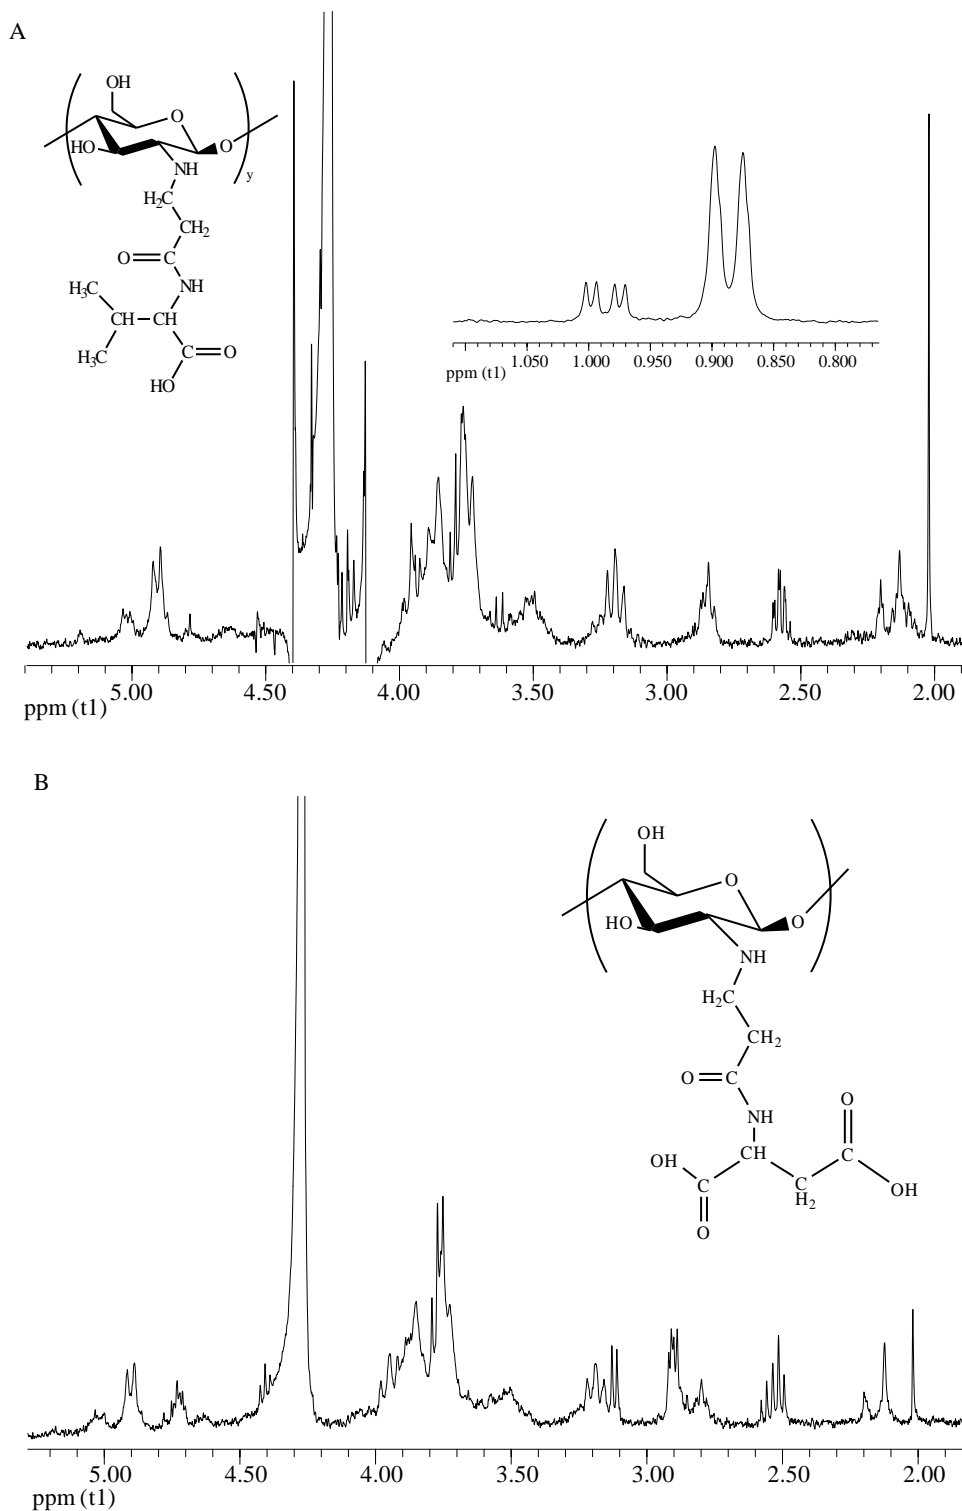 A
OH
O
HO
O
NH
y
H₂C
CH₂
O
C
NH
H₃C
CH
CH
H₃C
C
O
HO
ppm (t1)
1.050
1.000
0.950
0.900
0.850
0.800
5.00
4.50
4.00
3.50
3.00
2.50
2.00
ppm (t1)
B
OH
O
HO
O
NH
H₂C
CH₂
O
C
NH
O
OH
CH
C
C
C
H₂
OH
O
5.00
4.50
4.00
3.50
3.00
2.50
2.00
ppm (t1)